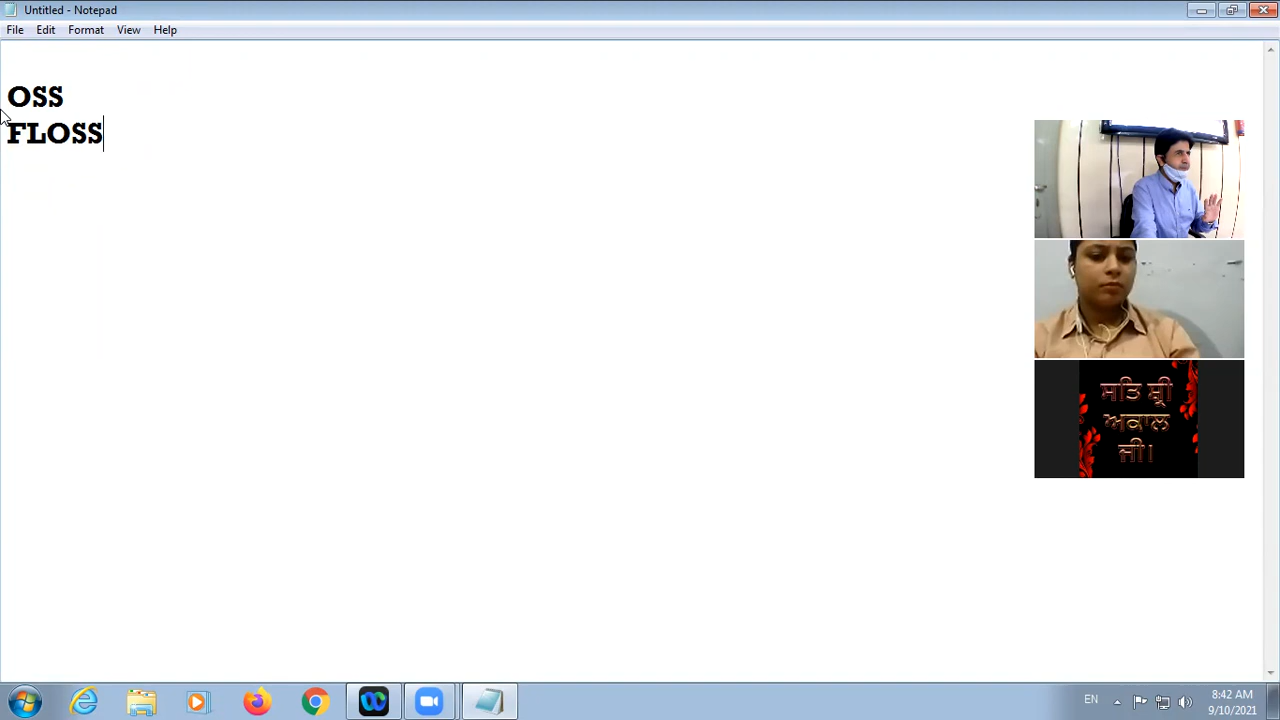 Untitled - Notepad
File Edit Format View Help
OSS
FLOSS
ਸਤਿ ਸ਼੍ਰੀ
ਅਕਾਲ
ਜੀ।
EN
8:42 AM
9/10/2021